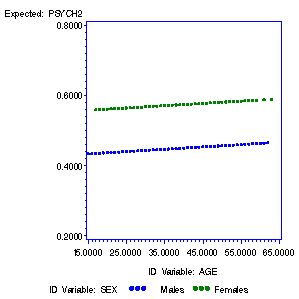 Expected: PSYCH2
0.8000
0.6000
0.4000
0.2000
15.0000 25.0000 35.0000 45.0000 55.0000 65.0000
ID Variable: AGE
ID Variable: SEX Males Females